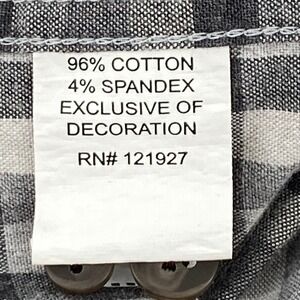 96% COTTON
4% SPANDEX
EXCLUSIVE OF
DECORATION
RN# 121927